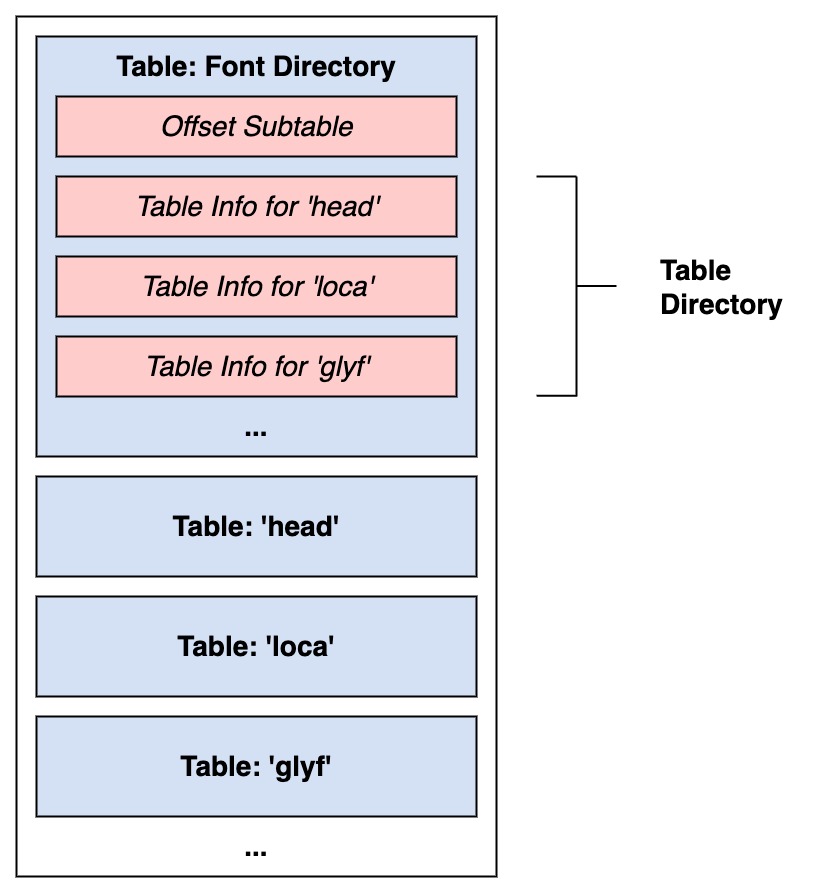 Table: Font Directory
Offset Subtable
Table Info for 'head'
Table Info for 'loca'
Table Info for 'glyf'
...
Table
Directory
Table: 'head'
Table: 'loca'
Table: 'glyf'
...